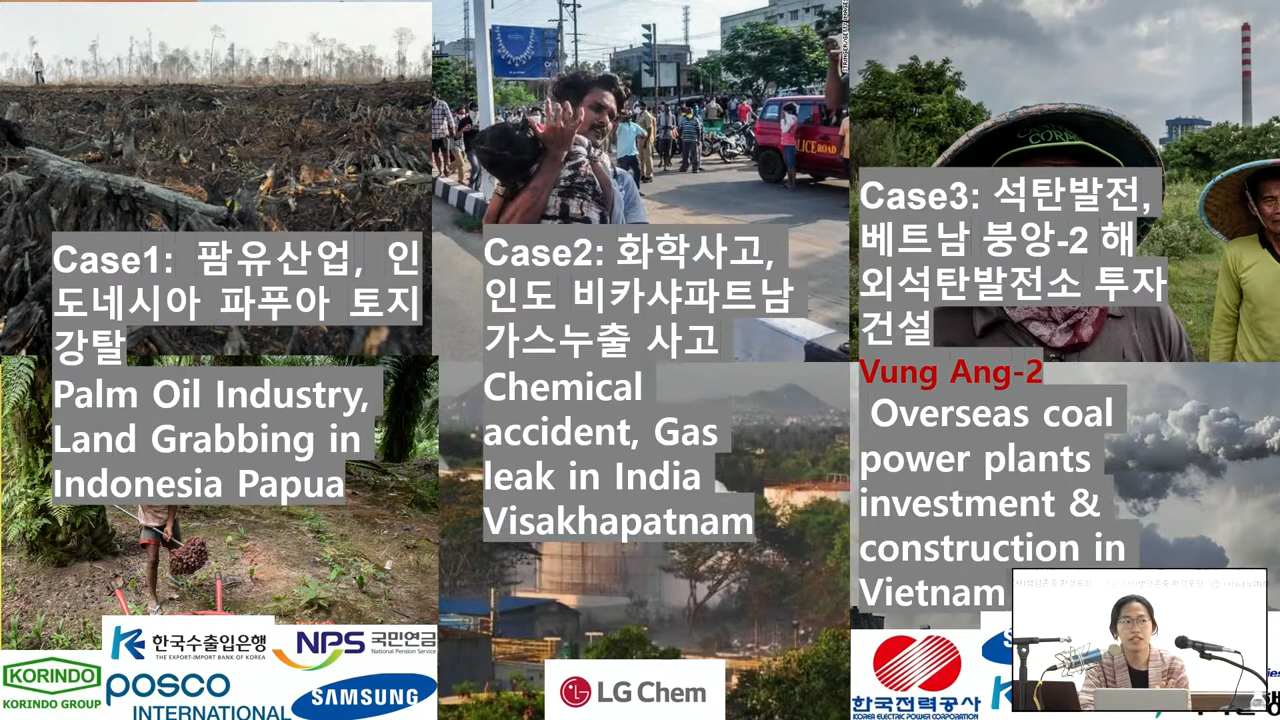 Case1: 팜유산업, 인
도네시아 파푸아 토지
강탈
Palm Oil Industry,
Land Grabbing in
Indonesia Papua
한국수출입은행
THE EXPORT-IMPORT BANK OF KOREA
NPS 국민연금
National Pension Service
KORINDO
KORINDO GROUP
posco
INTERNATIONAL
SAMSUNG
STRINGER/GETTY IMAGES
POLICE ROAD
Case2: 화학사고,
인도 비카샤파트남
가스누출 사고
Chemical
accident, Gas
leak in India
Visakhapatnam
LG Chem
CORP
Case3: 석탄발전,
베트남 붕앙-2 해
외석탄발전소 투자
건설
Vung Ang-2
Overseas coal
power plants
investment &
construction in
Vietnam
한국전력공사
KOREA ELECTRIC POWER CORPORATION